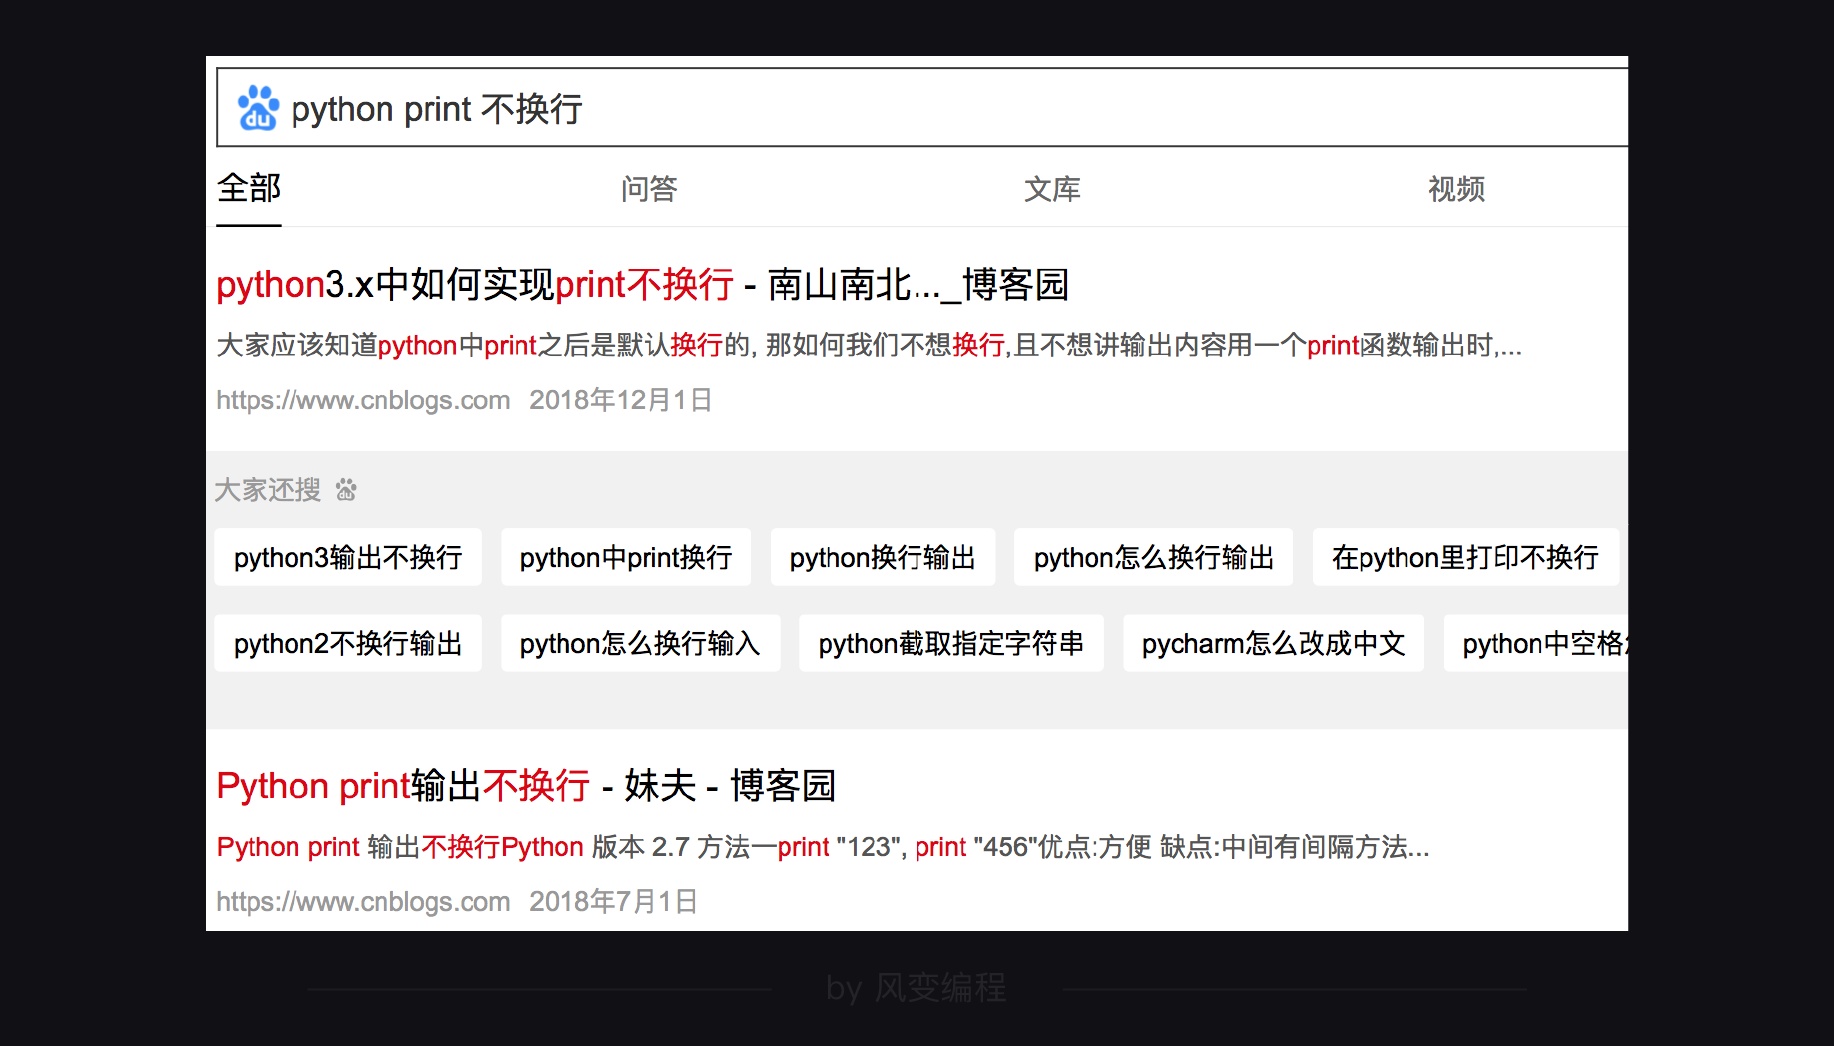 du python print 不换行
全部 问答 文库 视频
python3.x中如何实现print不换行 - 南山南北..._博客园
大家应该知道python中print之后是默认换行的, 那如何我们不想换行,且不想讲输出内容用一个print函数输出时,...
https://www.cnblogs.com 2018年12月1日
大家还搜 du
python3输出不换行 python中print换行 python换行输出 python怎么换行输出 在python里打印不换行
python2不换行输出 python怎么换行输入 python截取指定字符串 pycharm怎么改成中文 python中空格
Python print输出不换行 - 妹夫 - 博客园
Python print 输出不换行Python 版本 2.7 方法一print "123", print "456"优点:方便 缺点:中间有间隔方法...
https://www.cnblogs.com 2018年7月1日
by 风变编程